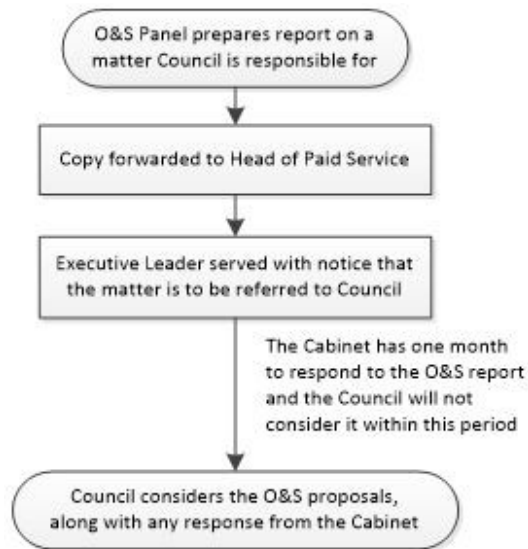 O&S Panel prepares report on a
matter Council is responsible for
Copy forwarded to Head of Paid Service
Executive Leader served with notice that
the matter is to be referred to Council
The Cabinet has one month
to respond to the O&S report
and the Council will not
consider it within this period
Council considers the O&S proposals,
along with any response from the Cabinet